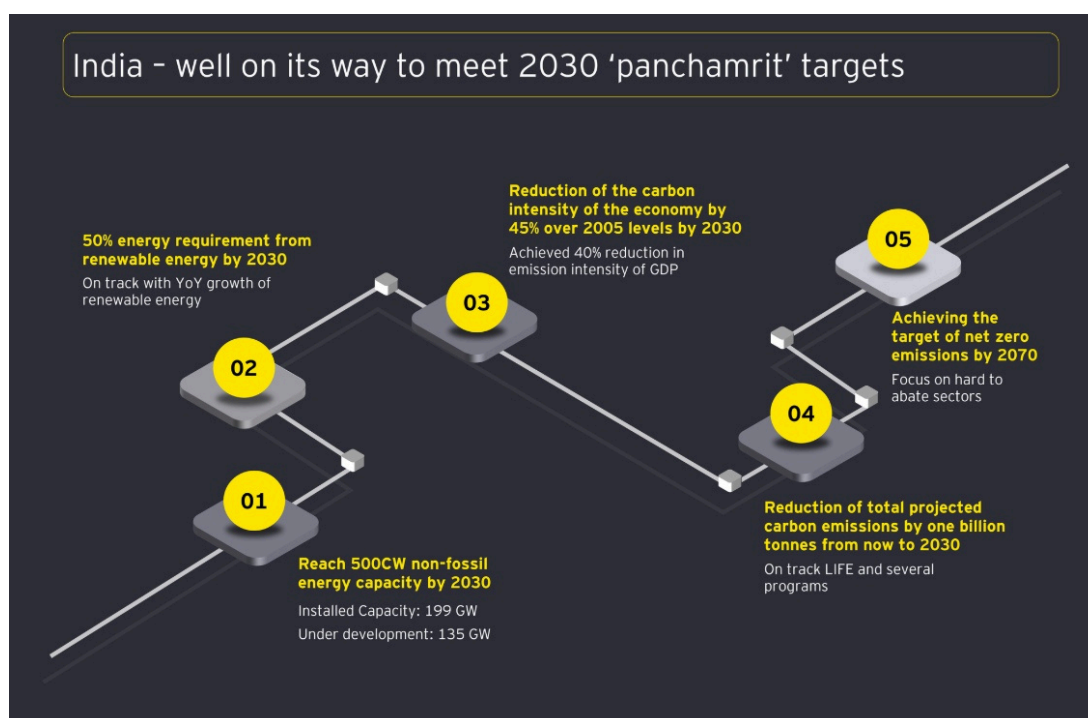 India – well on its way to meet 2030 ‘panchamrit’ targets
01
Reach 500CW non-fossil
energy capacity by 2030
Installed Capacity: 199 GW
Under development: 135 GW
50% energy requirement from
renewable energy by 2030
On track with YoY growth of
renewable energy
02
Reduction of the carbon
intensity of the economy by
45% over 2005 levels by 2030
Achieved 40% reduction in
emission intensity of GDP
03
04
Reduction of total projected
carbon emissions by one billion
tonnes from now to 2030
On track LIFE and several
programs
05
Achieving the
target of net zero
emissions by 2070
Focus on hard to
abate sectors